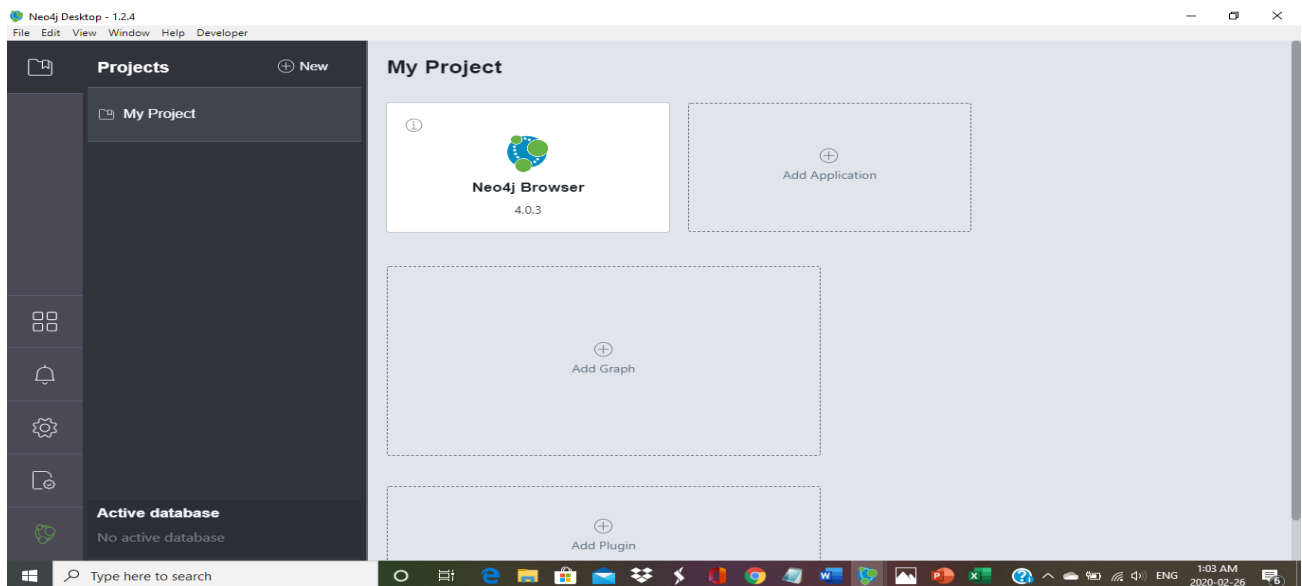 Neo4j Desktop - 1.2.4
File Edit View Window Help Developer
Projects
New
My Project
My Project
Neo4j Browser
4.0.3
Add Application
Add Graph
Add Plugin
Active database
No active database
Type here to search
ENG
1:03 AM
2020-02-26
6